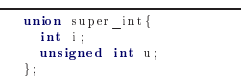 union super_int{
int i;
unsigned int u;
};